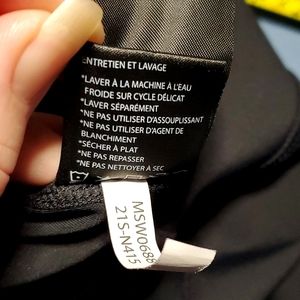 ENTRETIEN ET LAVAGE
*LAVER À LA MACHINE À L'EAU
FROIDE SUR CYCLE DÉLICAT
*LAVER SÉPARÉMENT
*NE PAS UTILISER D'ASSOUPLISSANT
*NE PAS UTILISER D'AGENT DE
BLANCHIMENT
*SÉCHER À PLAT
*NE PAS REPASSER
*NE PAS NETTOYER À SEC
MSW0686
21S-N415